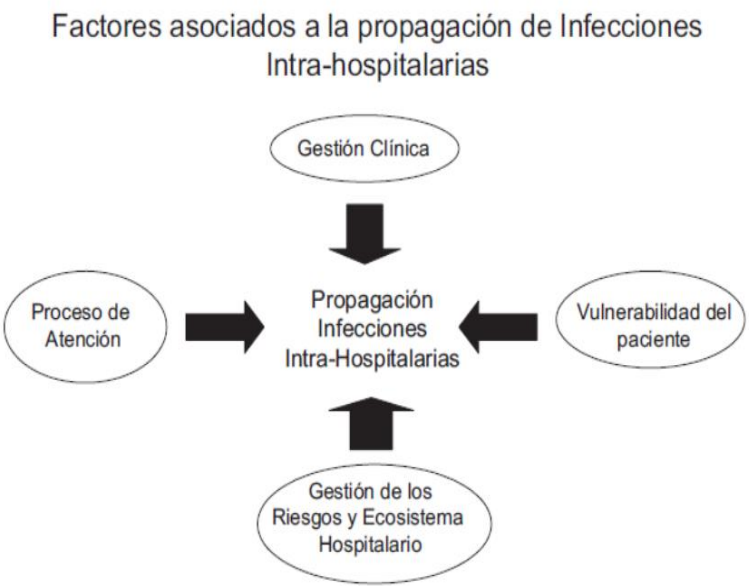 Factores asociados a la propagación de Infecciones
Intra-hospitalarias
Gestión Clínica
Proceso de
Atención
Propagación
Infecciones
Intra-Hospitalarias
Vulnerabilidad del
paciente
Gestión de los
Riesgos y Ecosistema
Hospitalario